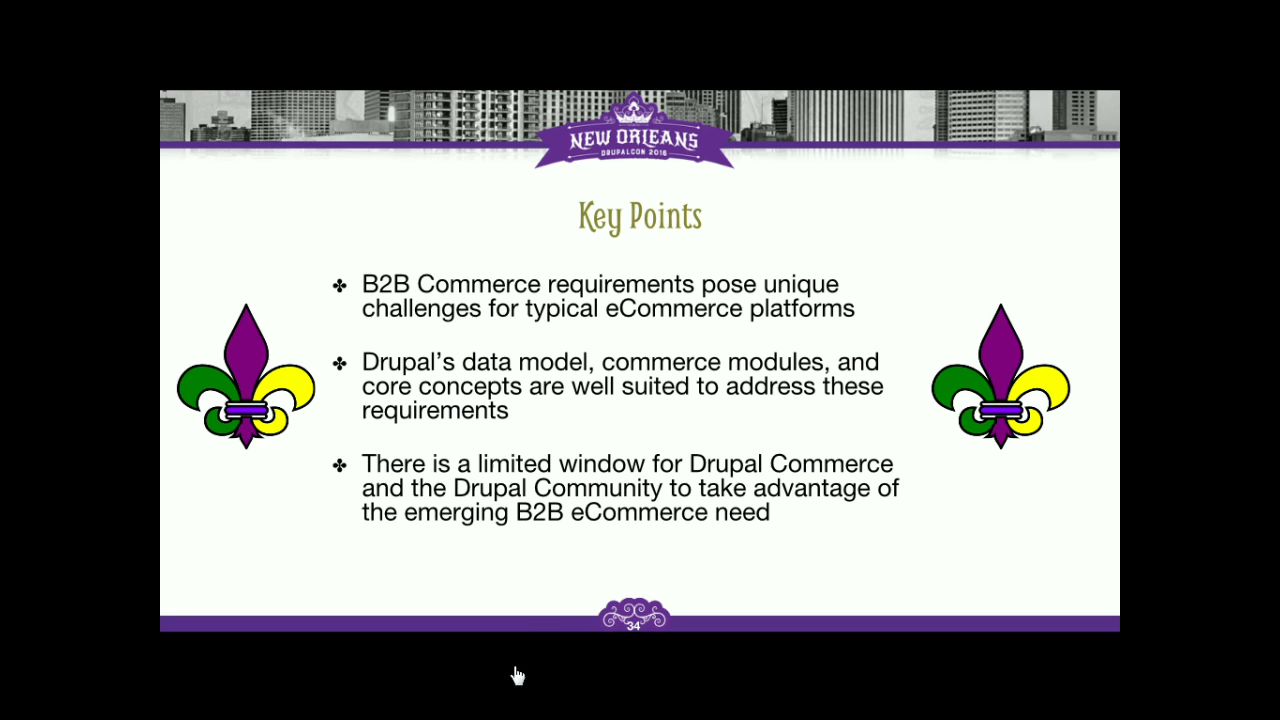 NEW ORLEANS
DRUPALCON 2016
Key Points
B2B Commerce requirements pose unique
challenges for typical eCommerce platforms
Drupal's data model, commerce modules, and
core concepts are well suited to address these
requirements
There is a limited window for Drupal Commerce
and the Drupal Community to take advantage of
the emerging B2B eCommerce need
34